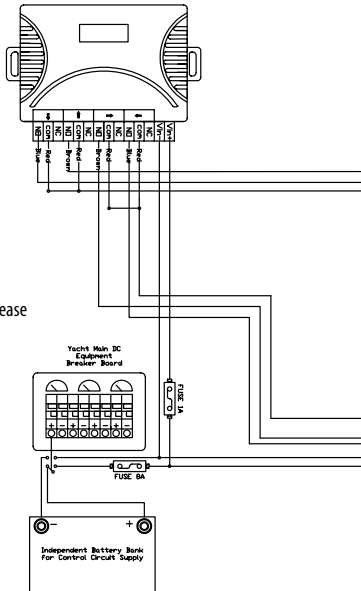 NO COM NC NO COM NC NO COM NC NO COM NC Vin- Vin+
Blue Red Brown Red Brown Red Blue Red
ease
Yacht Main DC
Equipment
Breaker Board
FUSE 1A
+ - + - + - + -
FUSE 8A
- +
Independent Battery Bank
for Control Circuit Supply